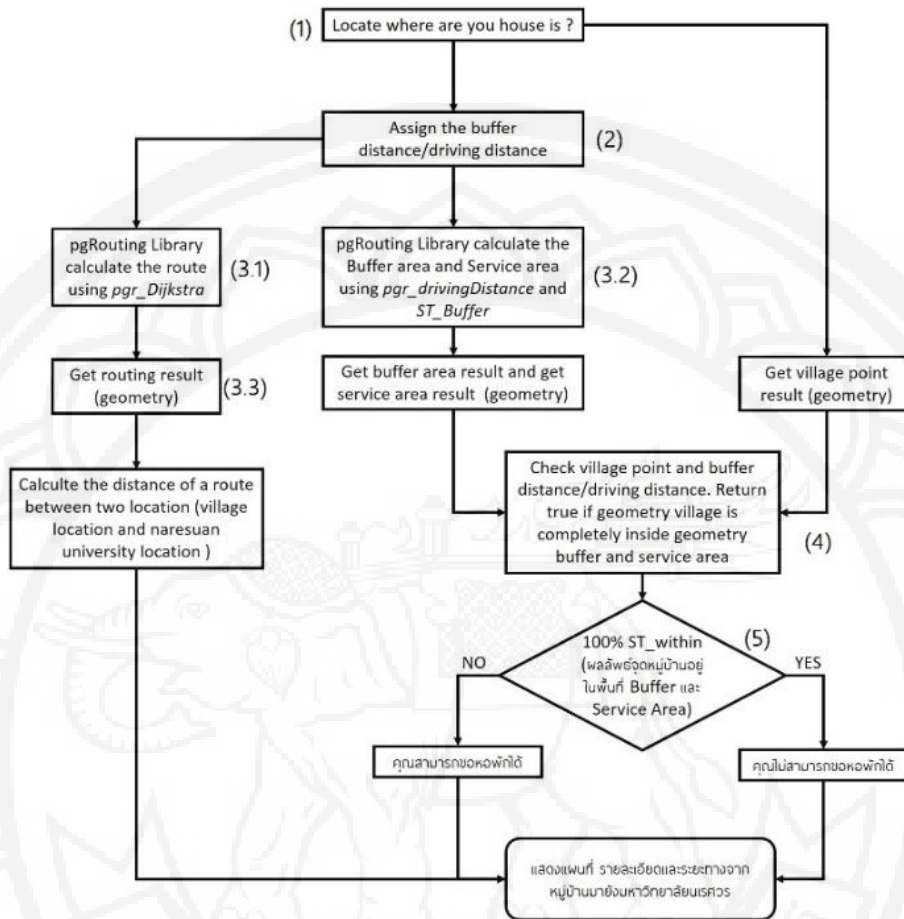 (1)
Locate where are you house is ?
Assign the buffer
distance/driving distance
(2)
pgRouting Library
calculate the route
using pgr_Dijkstra
(3.1)
pgRouting Library calculate the
Buffer area and Service area
using pgr_drivingDistance and
ST_Buffer
(3.2)
Get routing result
(geometry)
(3.3)
Get buffer area result and get
service area result (geometry)
Get village point
result (geometry)
Calculte the distance of a route
between two location (village
location and naresuan
university location )
Check village point and buffer
distance/driving distance. Return
true if geometry village is
completely inside geometry
buffer and service area
(4)
100% ST_within
(ผลลัพธ์จุดหมู่บ้านอยู่
ในพื้นที่ Buffer และ
Service Area)
(5)
NO
YES
คุณสามารถขอหอพักได้
คุณไม่สามารถขอหอพักได้
แสดงแผนที่ รายละเอียดและระยะทางจาก
หมู่บ้านมายังมหาวิทยาลัยนเรศวร